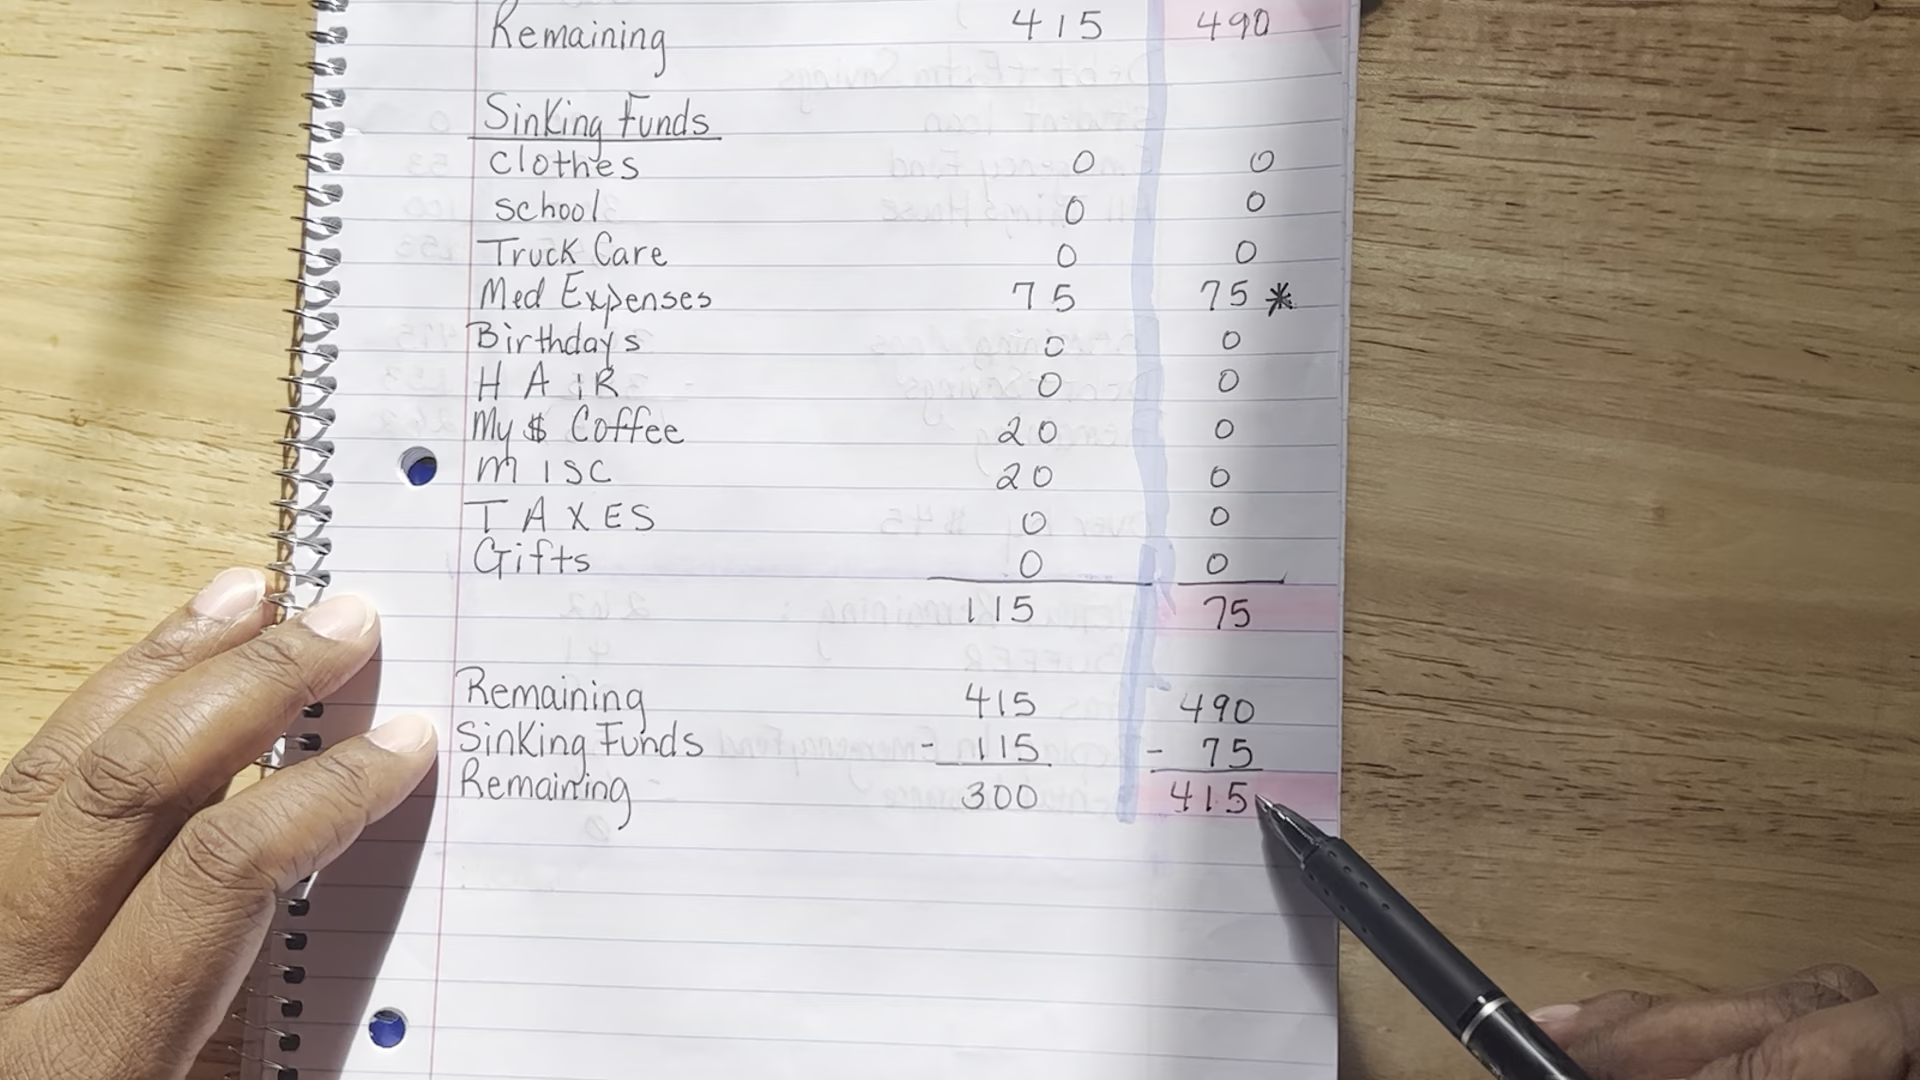 Remaining 415 490
Sinking Funds
Clothes 0 0
School 0 0
Truck Care 0 0
Med Expenses 75 75 *
Birthdays 0 0
HAiR 0 0
My $ Coffee 20 0
MISC 20 0
TAXES 0 0
Gifts 0 0
115 75
Remaining 415 490
Sinking Funds - 115 - 75
Remaining 300 415